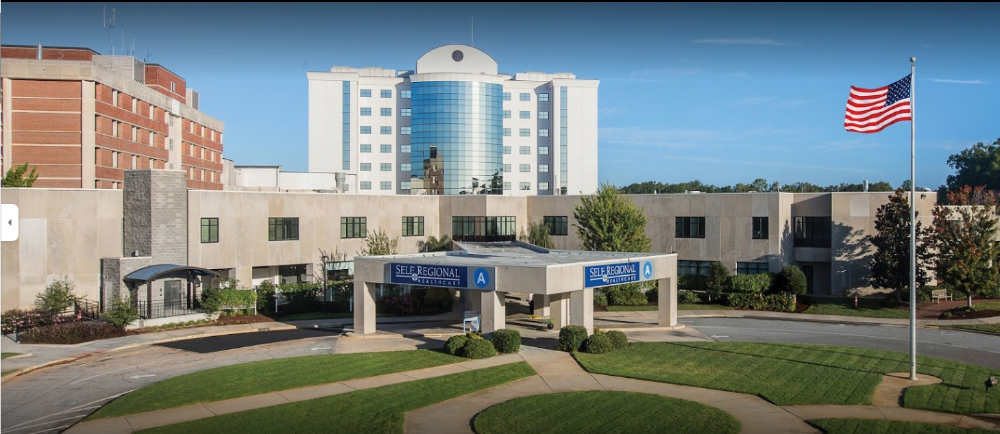 SELF REGIONAL
HEALTHCARE
A
SELF REGIONAL
HEALTHCARE
A